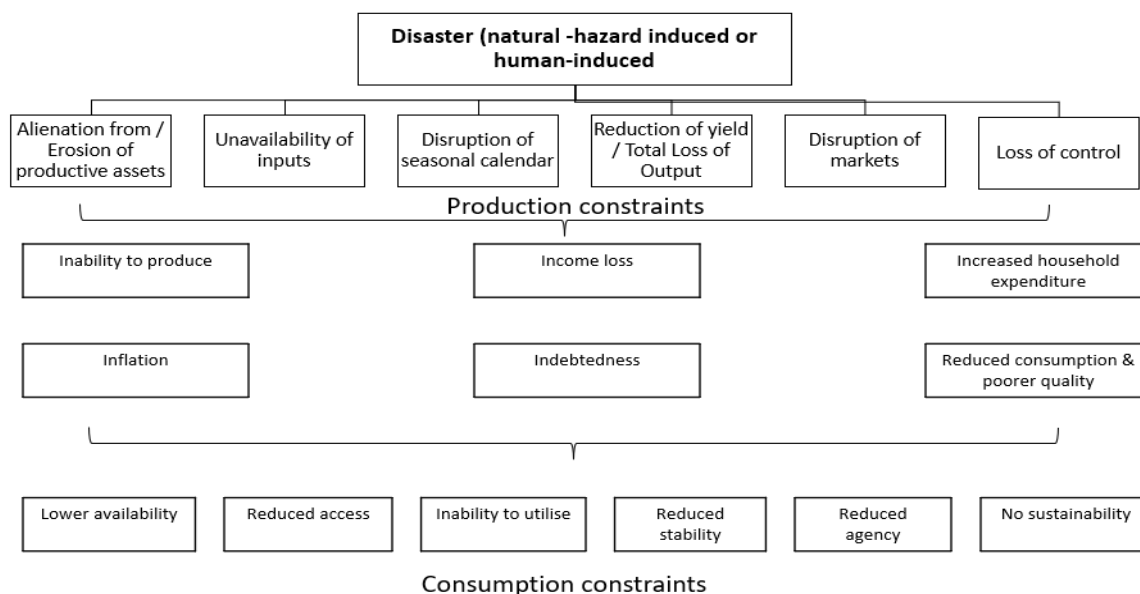 Disaster (natural -hazard induced or
human-induced
Alienation from /
Erosion of
productive assets
Unavailability of
inputs
Disruption of
seasonal calendar
Reduction of yield
/ Total Loss of
Output
Disruption of
markets
Loss of control
Production constraints
Inability to produce
Income loss
Increased household
expenditure
Inflation
Indebtedness
Reduced consumption &
poorer quality
Lower availability
Reduced access
Inability to utilise
Reduced
stability
Reduced
agency
No sustainability
Consumption constraints